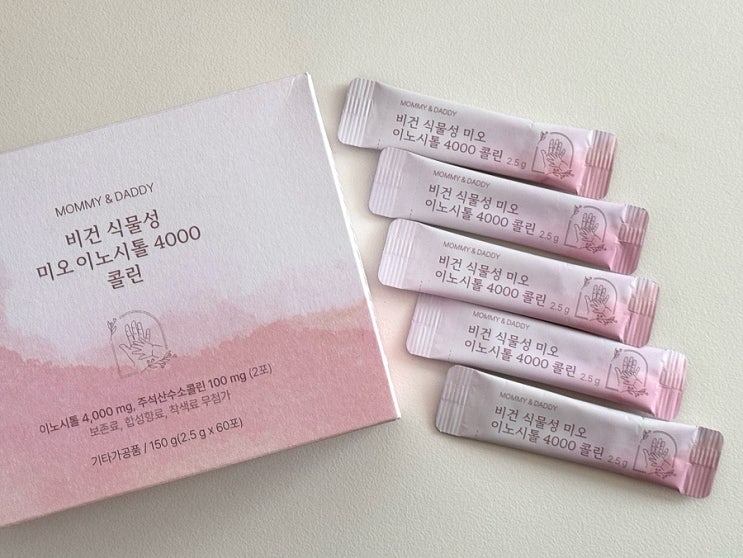 MOMMY & DADDY
비건 식물성
미오 이노시톨 4000
콜린
이노시톨 4,000 mg, 주석산수소콜린 100 mg (2포)
보존료, 합성향료, 착색료 무첨가
기타가공품 / 150 g(2.5 g x 60포)
MOMMY & DADDY
비건 식물성 미오
이노시톨 4000 콜린 2.5 g
MOMMY & DADDY
비건 식물성 미오
이노시톨 4000 콜린 2.5 g
MOMMY & DADDY
비건 식물성 미오
이노시톨 4000 콜린 2.5 g
MOMMY & DADDY
비건 식물성 미오
이노시톨 4000 콜린 2.5 g
MOMMY & DADDY
비건 식물성 미오
이노시톨 4000 콜린 2.5 g